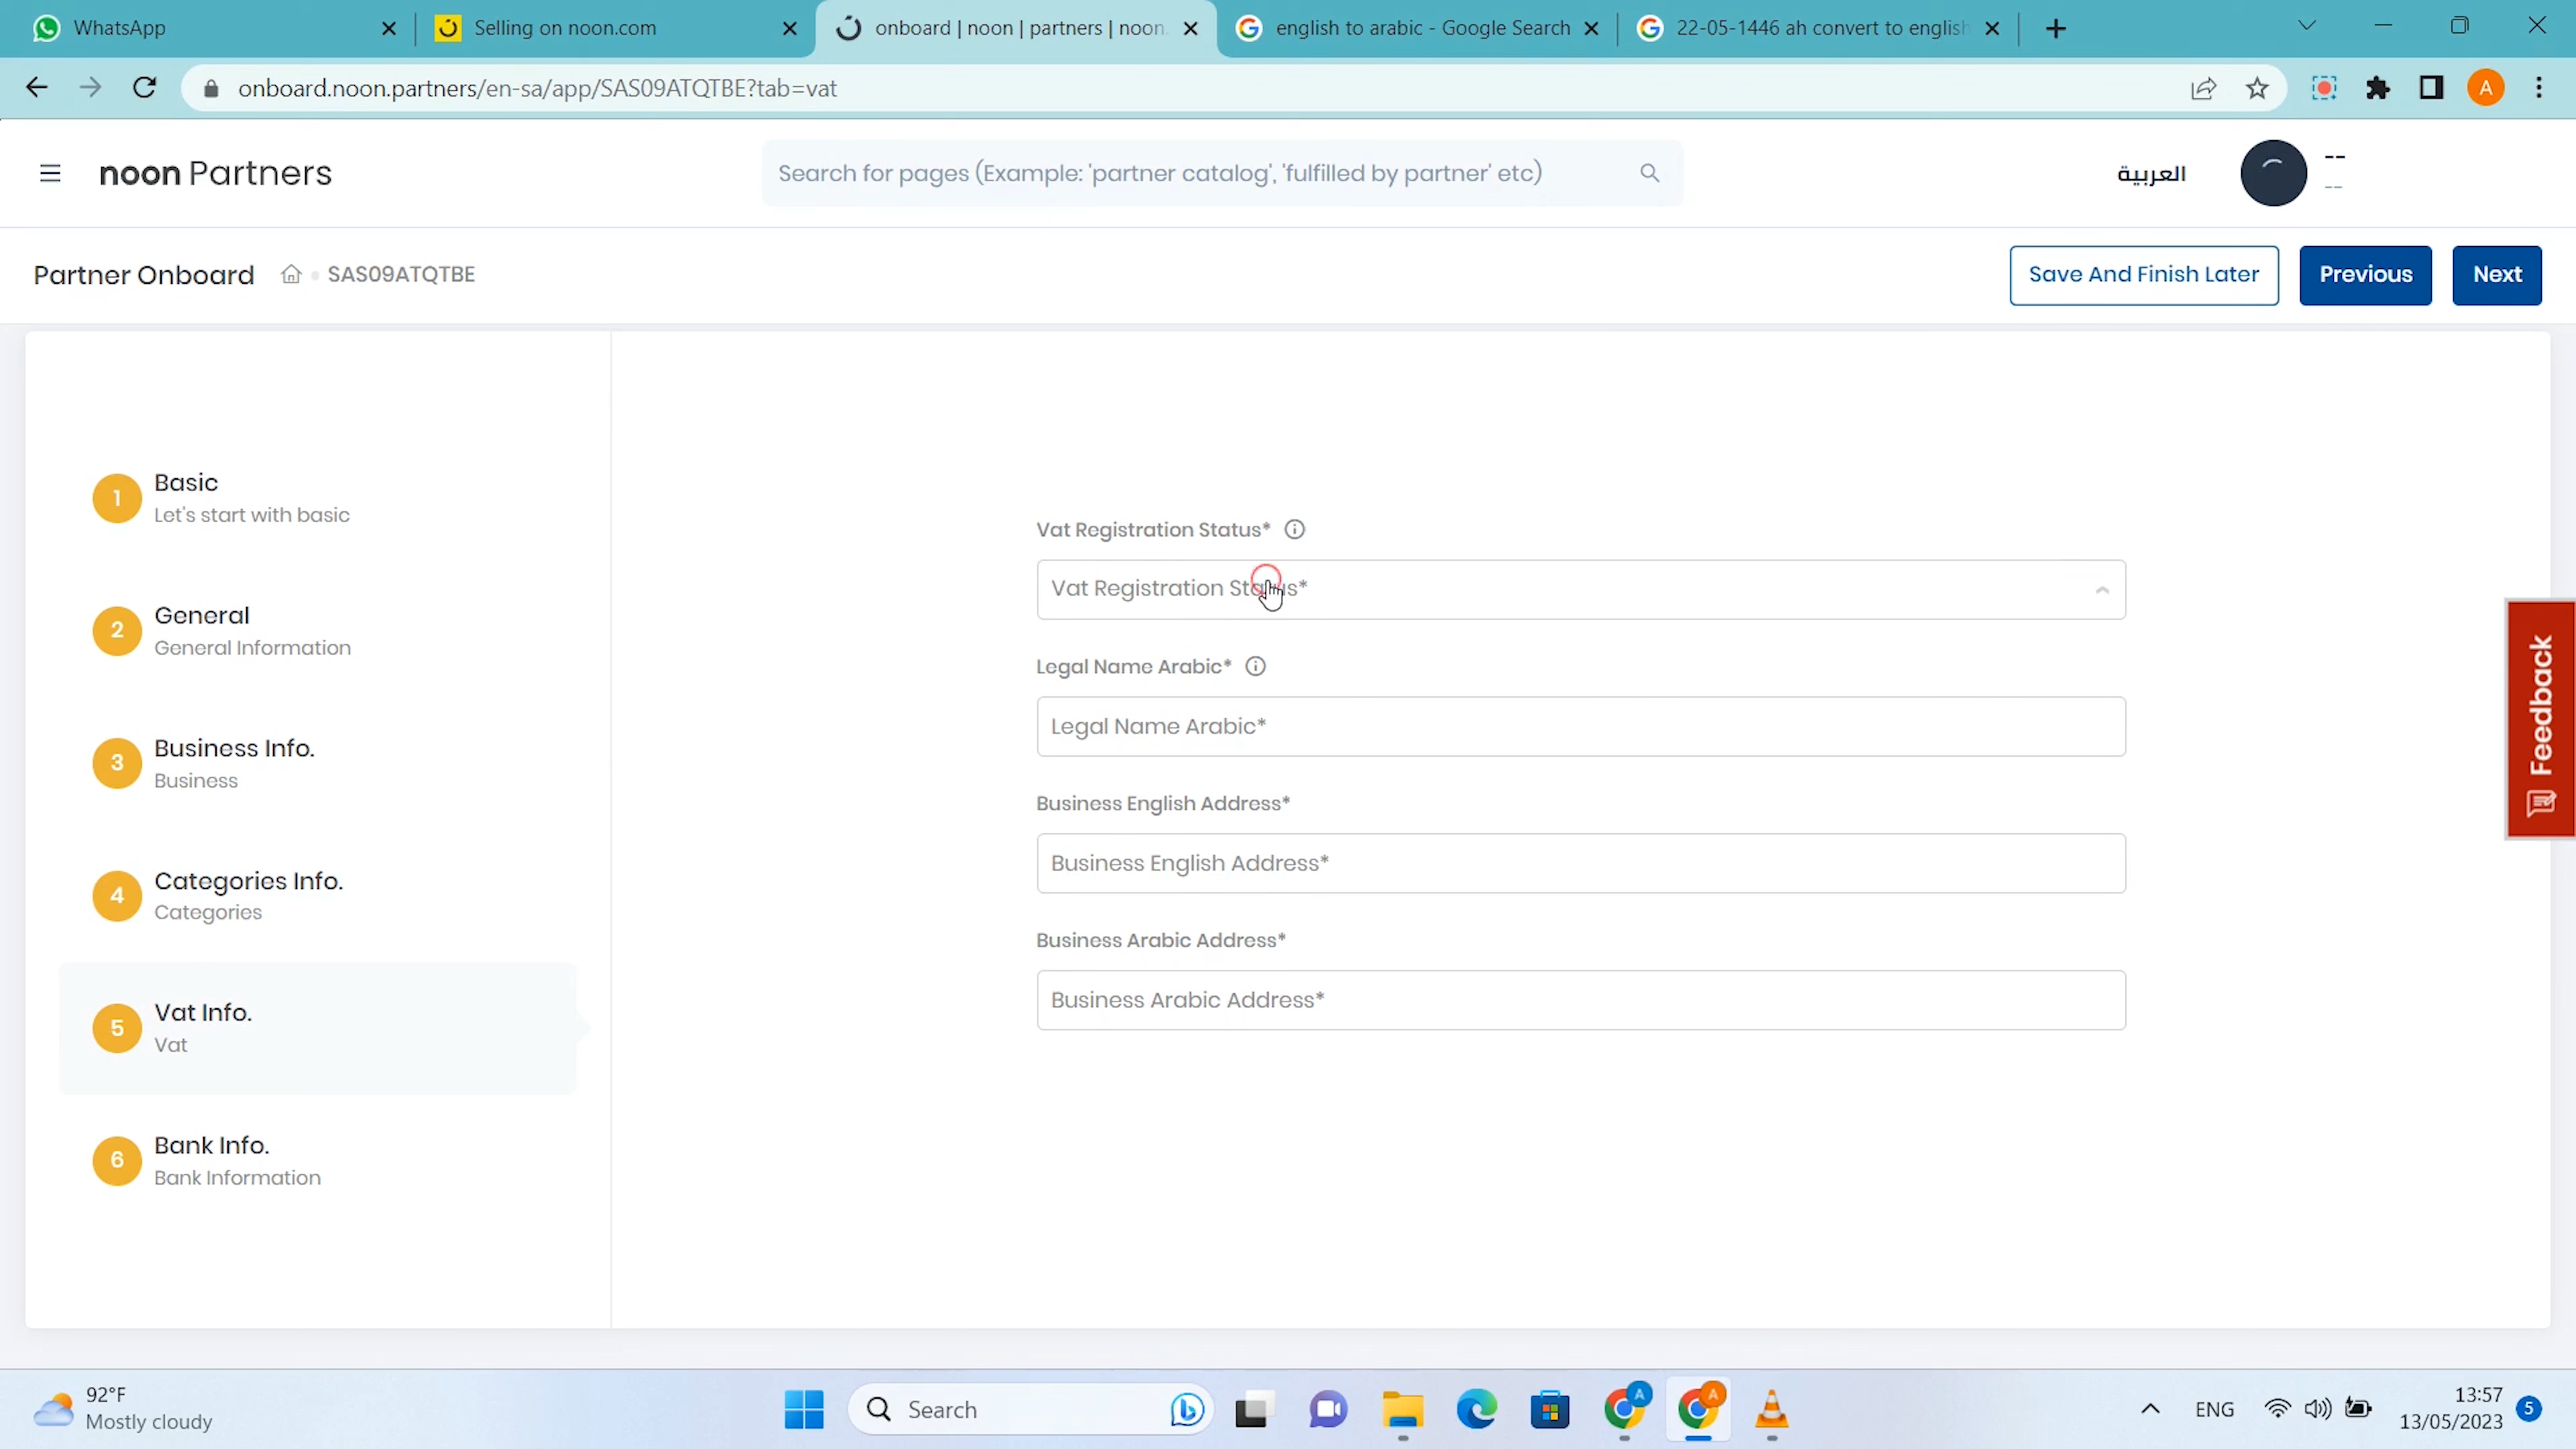 WhatsApp
Selling on noon.com
onboard | noon | partners | noon.
english to arabic - Google Search
22-05-1446 ah convert to english
onboard.noon.partners/en-sa/app/SAS09ATQTBE?tab=vat
A
noon Partners
Search for pages (Example: 'partner catalog', 'fulfilled by partner' etc)
العربية
--
--
Partner Onboard
SAS09ATQTBE
Save And Finish Later
Previous
Next
1
Basic
Let's start with basic
2
General
General Information
3
Business Info.
Business
4
Categories Info.
Categories
5
Vat Info.
Vat
6
Bank Info.
Bank Information
Vat Registration Status*
Vat Registration Status*
Legal Name Arabic*
Legal Name Arabic*
Business English Address*
Business English Address*
Business Arabic Address*
Business Arabic Address*
Feedback
92°F
Mostly cloudy
Search
A
A
ENG
13:57
13/05/2023
5